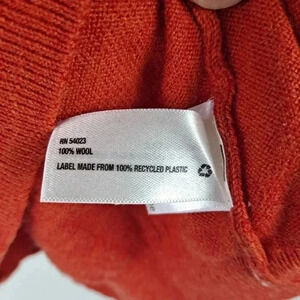 RN 54023
100% WOOL
LABEL MADE FROM 100% RECYCLED PLASTIC